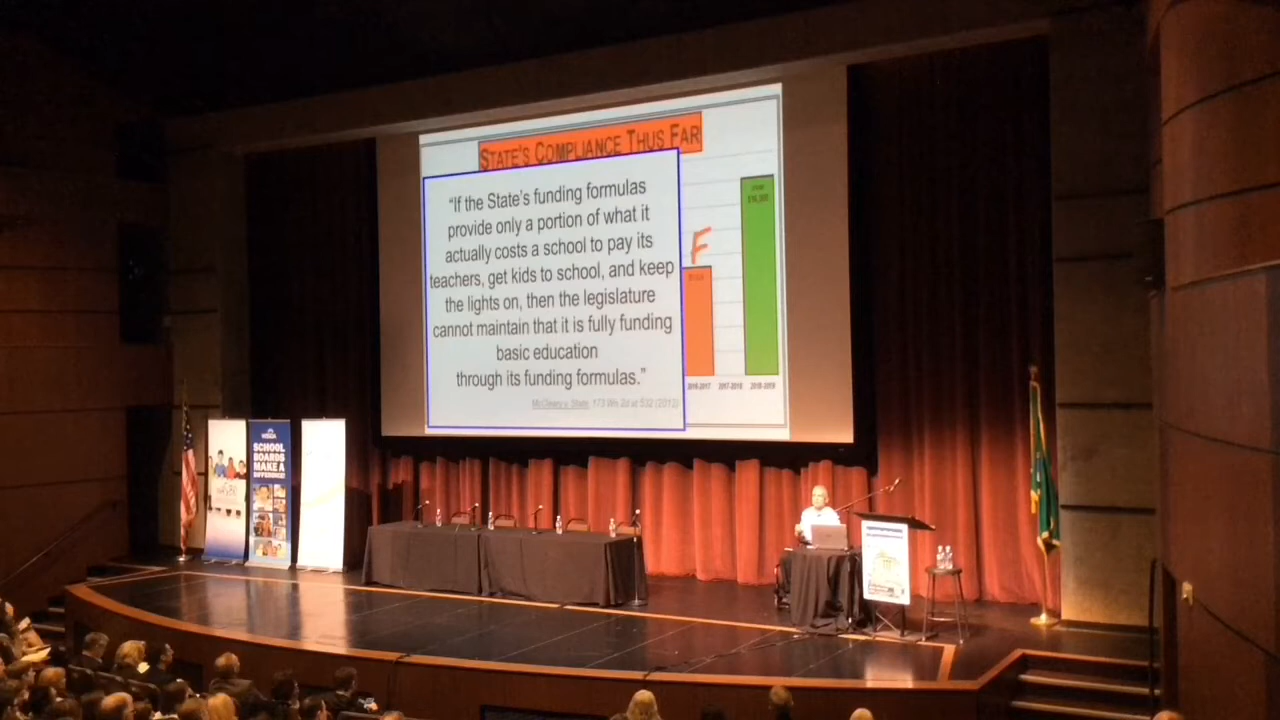 STATE'S COMPLIANCE THUS FAR
"If the State's funding formulas
provide only a portion of what it
actually costs a school to pay its
teachers, get kids to school, and keep
the lights on, then the legislature
cannot maintain that it is fully funding
basic education
through its funding formulas."
McCleary v. State, 173 Wn.2d at 532 (2012)
F
2016-2017 2017-2018 2018-2019
SCHOOL
BOARDS
MAKE A
DIFFERENCE!